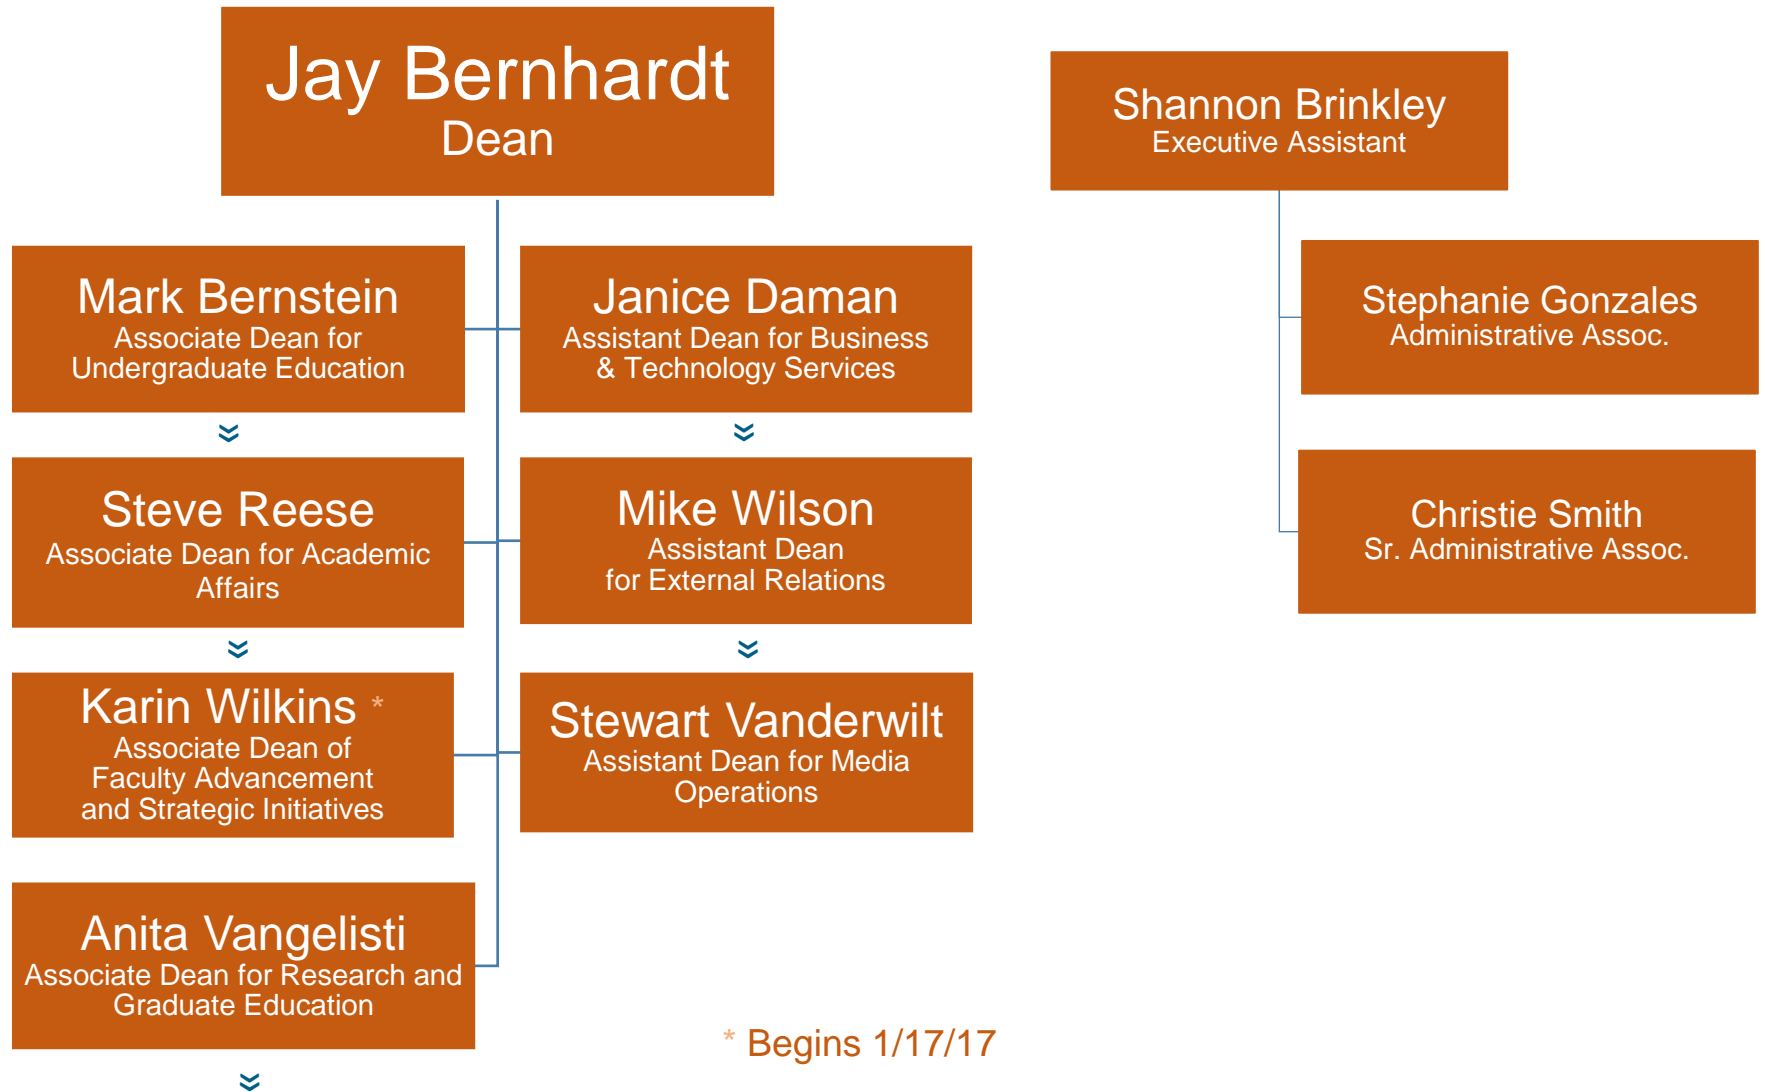 Jay Bernhardt
Dean
Shannon Brinkley
Executive Assistant
Mark Bernstein
Associate Dean for
Undergraduate Education
Janice Daman
Assistant Dean for Business
& Technology Services
Stephanie Gonzales
Administrative Assoc.
Steve Reese
Associate Dean for Academic
Affairs
Mike Wilson
Assistant Dean
for External Relations
Christie Smith
Sr. Administrative Assoc.
Karin Wilkins *
Associate Dean of
Faculty Advancement
and Strategic Initiatives
Stewart Vanderwilt
Assistant Dean for Media
Operations
Anita Vangelisti
Associate Dean for Research and
Graduate Education
* Begins 1/17/17